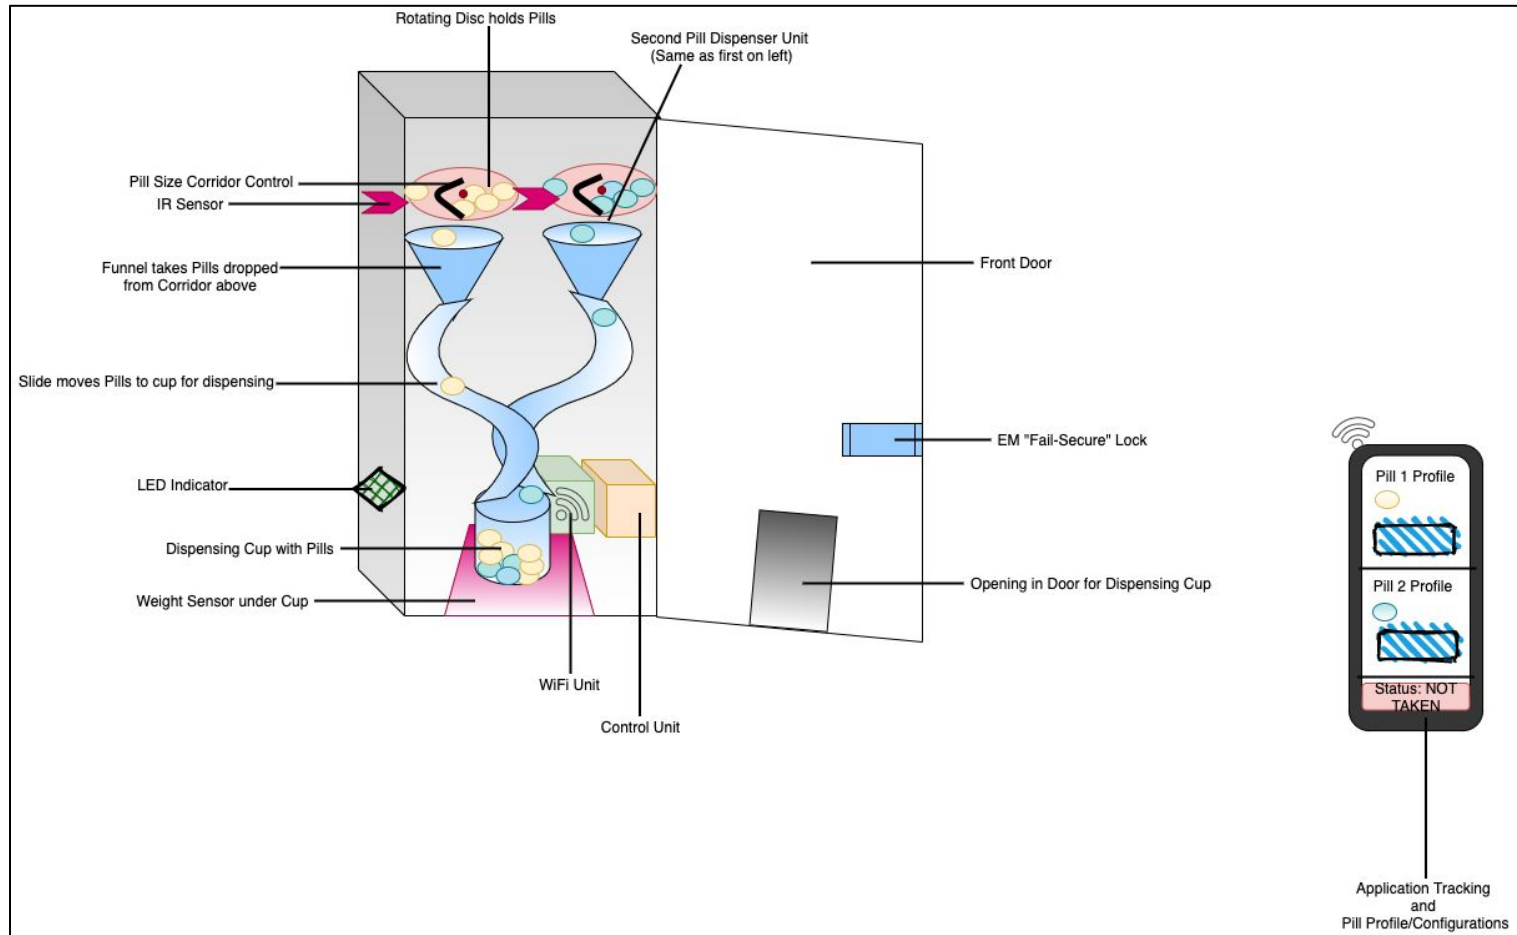 Rotating Disc holds Pills
Second Pill Dispenser Unit
(Same as first on left)
Pill Size Corridor Control
IR Sensor
Funnel takes Pills dropped
from Corridor above
Front Door
Slide moves Pills to cup for dispensing
EM "Fail-Secure" Lock
LED Indicator
Dispensing Cup with Pills
Opening in Door for Dispensing Cup
Weight Sensor under Cup
WiFi Unit
Control Unit
Pill 1 Profile
Pill 2 Profile
Status: NOT
TAKEN
Application Tracking
and
Pill Profile/Configurations